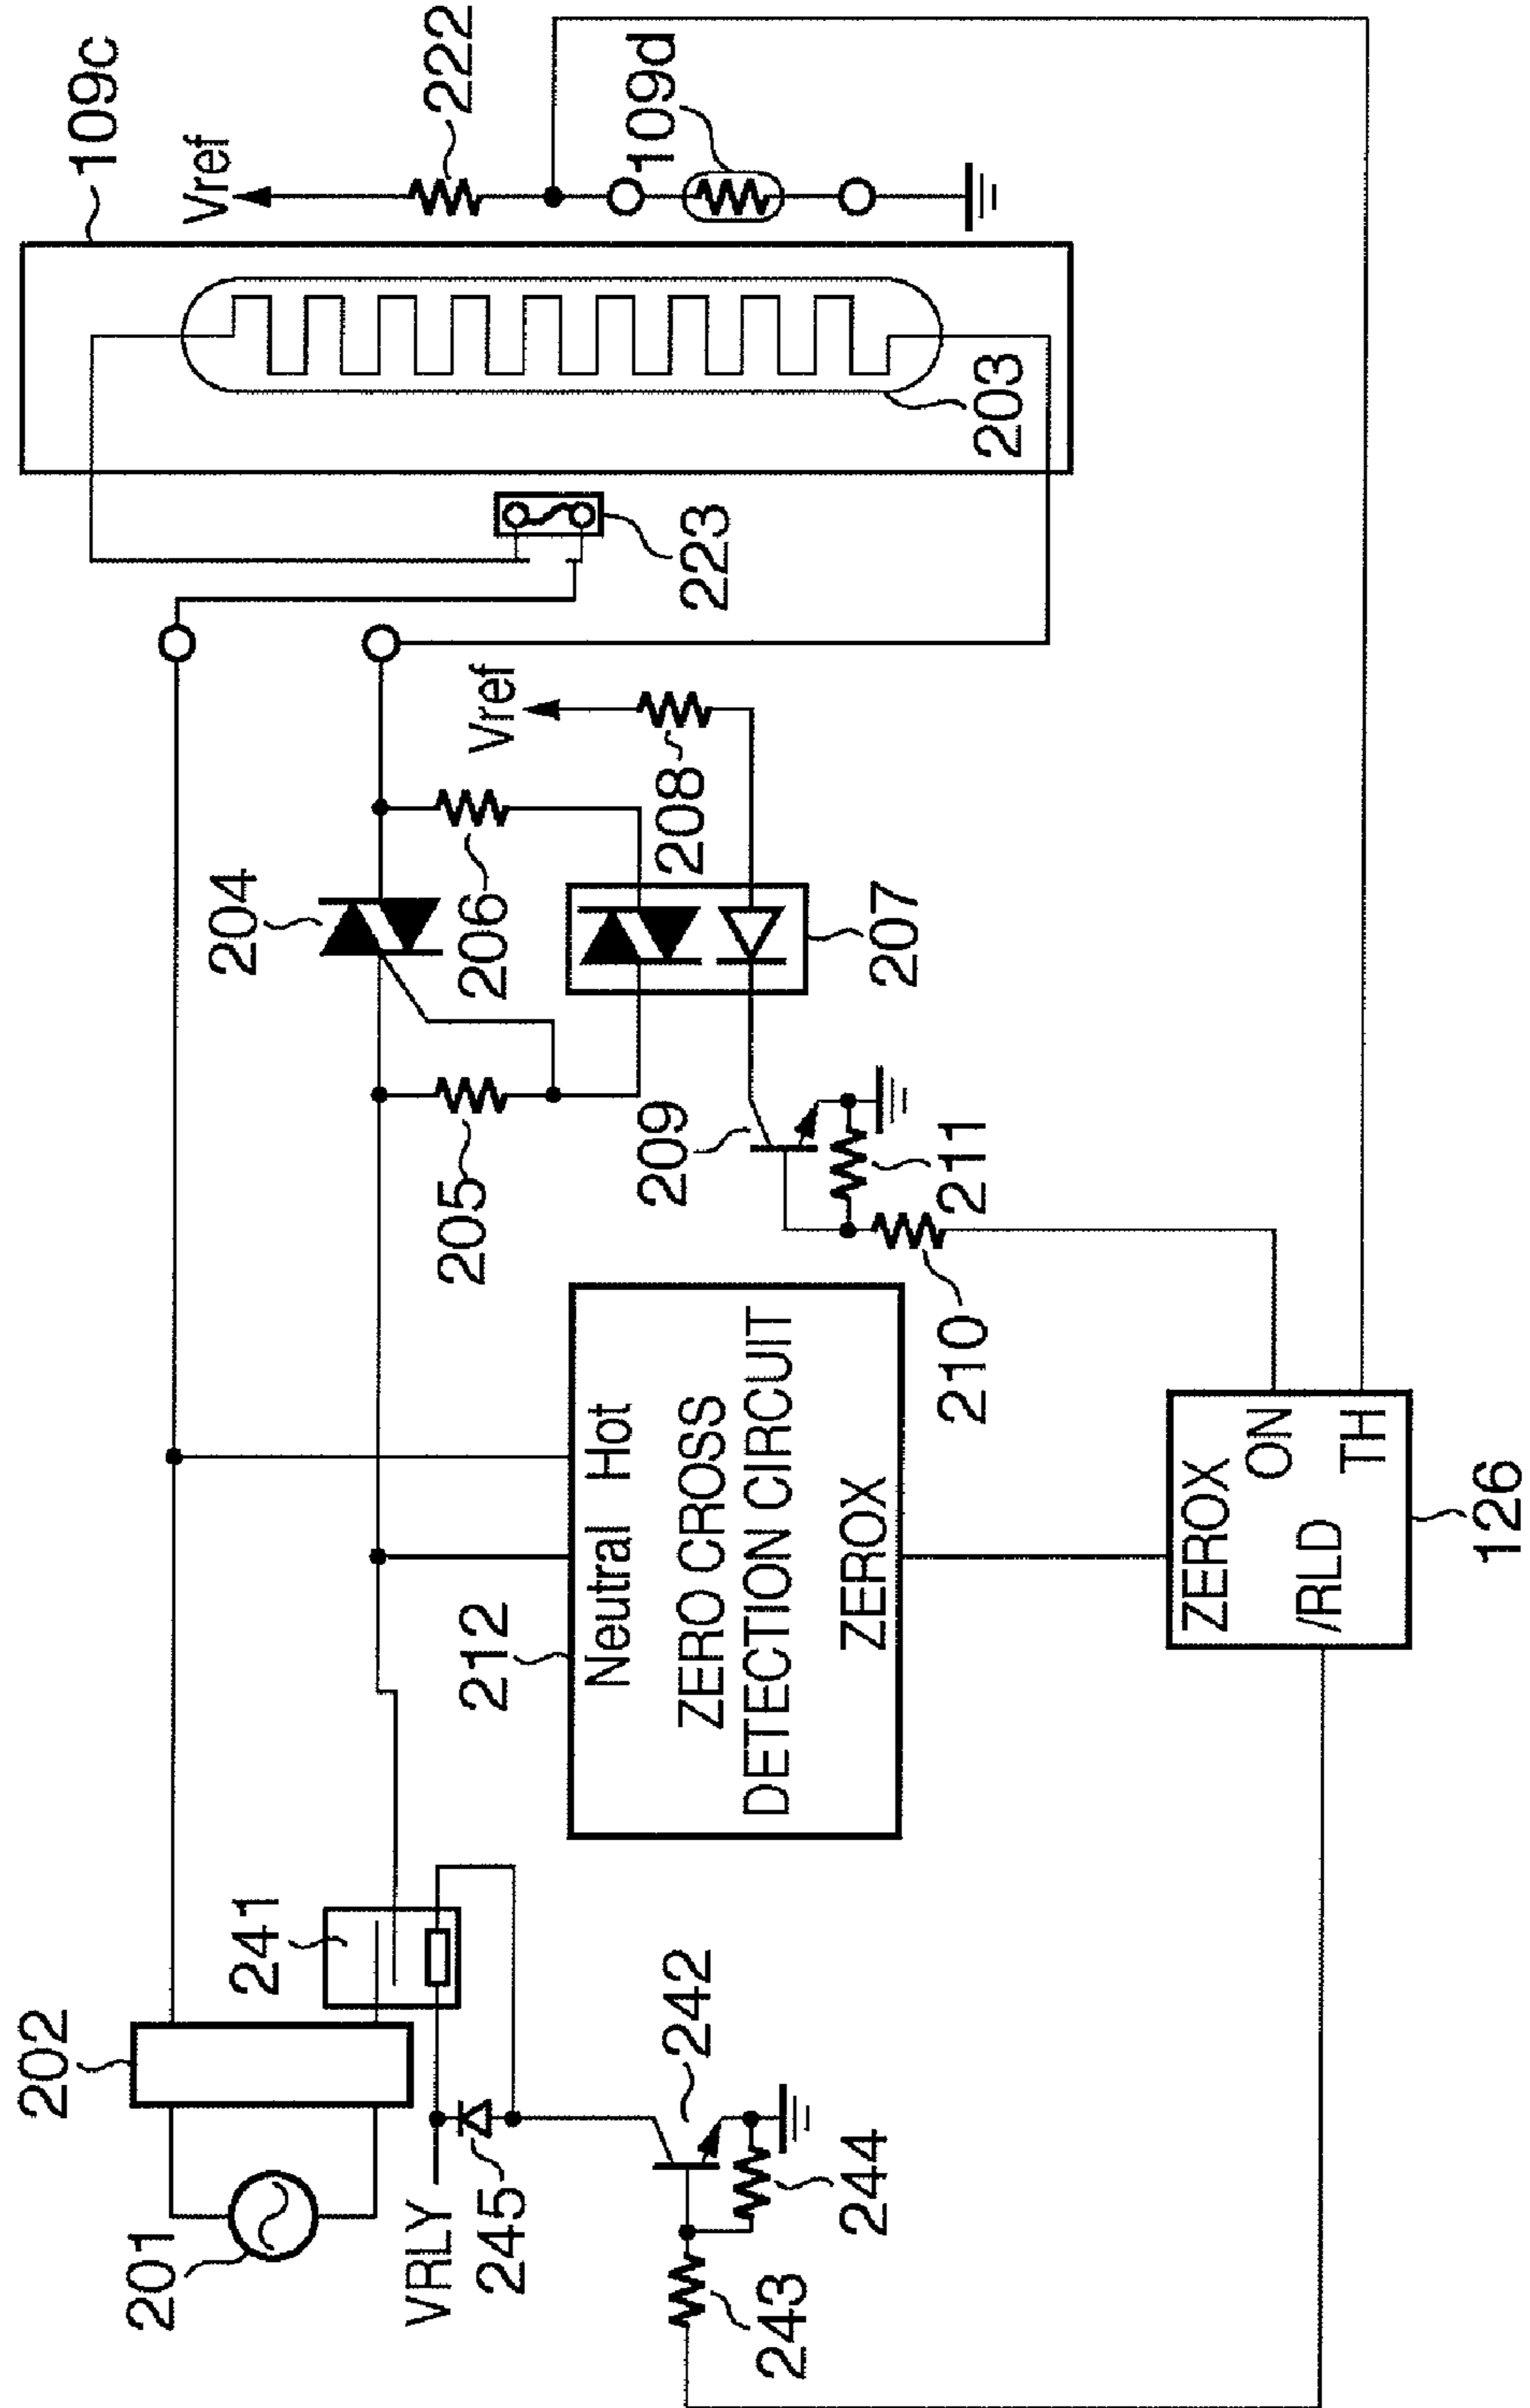 109c
Vref
222
109d
203
223
Vref
208
204
206
207
205
209
211
210
212
Neutral Hot
ZERO CROSS
DETECTION CIRCUIT
ZEROX
ZEROX
ON
/RLD
TH
126
202
241
201
VRLY
245
242
244
243